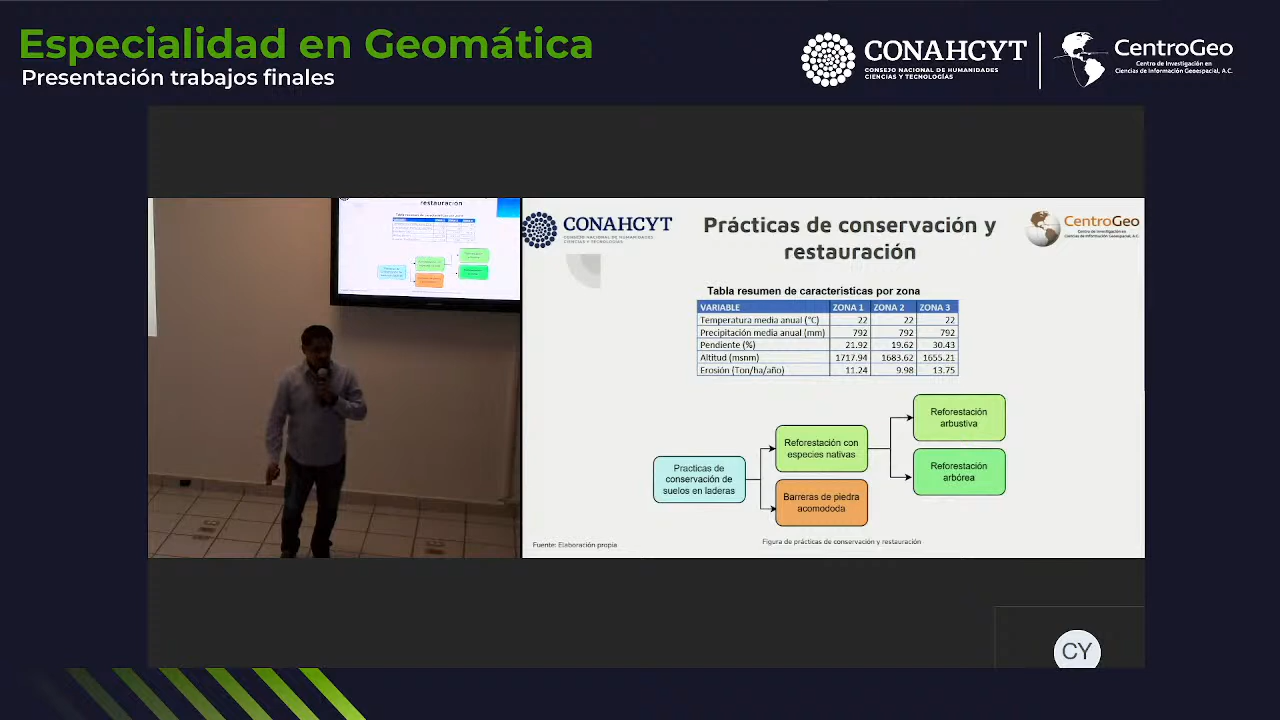 Especialidad en Geomática
Presentación trabajos finales
CONAHCYT
CONSEJO NACIONAL DE HUMANIDADES
CIENCIAS Y TECNOLOGÍAS
CentroGeo
Centro de Investigación en
Ciencias de Información Geoespacial, A.C.
restauración
CONAHCYT
CONSEJO NACIONAL DE HUMANIDADES
CIENCIAS Y TECNOLOGÍAS
Prácticas de conservación y
restauración
CentroGeo
Centro de Investigación en
Ciencias de Información Geoespacial, A.C.
Tabla resumen de caracteristicas por zona
VARIABLE ZONA 1 ZONA 2 ZONA 3
Temperatura media anual (°C) 22 22 22
Precipitación media anual (mm) 792 792 792
Pendiente (%) 21.92 19.62 30.43
Altitud (msnm) 1717.94 1683.62 1655.21
Erosión (Ton/ha/año) 11.24 9.98 13.75
Practicas de
conservación de
suelos en laderas
Reforestación con
especies nativas
Barreras de piedra
acomododa
Reforestación
arbustiva
Reforestación
arbórea
Fuente: Elaboración propia
Figura de prácticas de conservación y restauración
CY